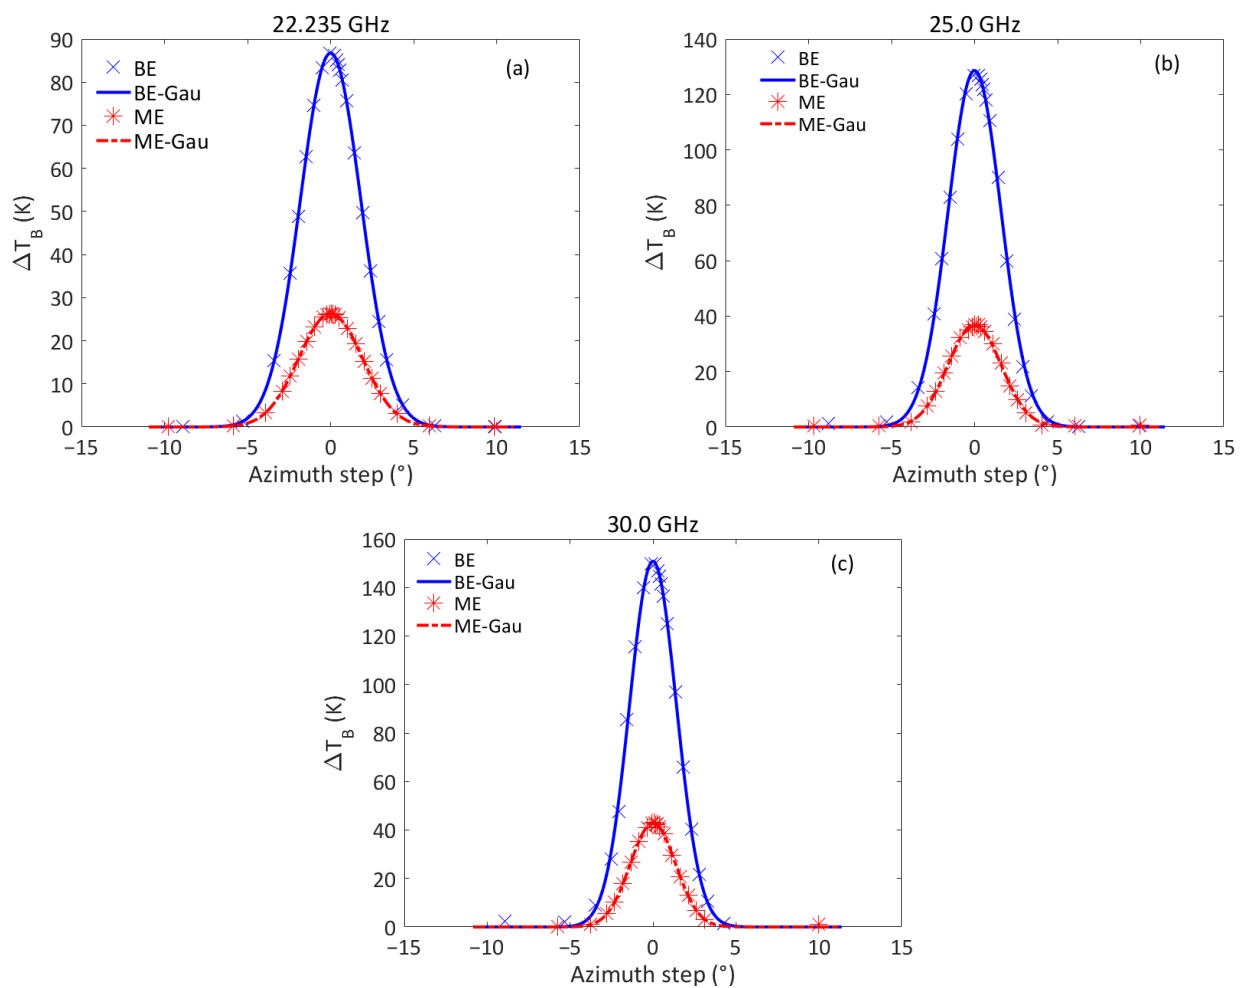 22.235 GHz
90
80
70
60
50
40
30
20
10
0
ΔT_B (K)
BE
BE-Gau
ME
ME-Gau
(a)
−15 −10 −5 0 5 10 15
Azimuth step (°)
25.0 GHz
140
120
100
80
60
40
20
0
ΔT_B (K)
BE
BE-Gau
ME
ME-Gau
(b)
−15 −10 −5 0 5 10 15
Azimuth step (°)
30.0 GHz
160
140
120
100
80
60
40
20
0
ΔT_B (K)
BE
BE-Gau
ME
ME-Gau
(c)
−15 −10 −5 0 5 10 15
Azimuth step (°)